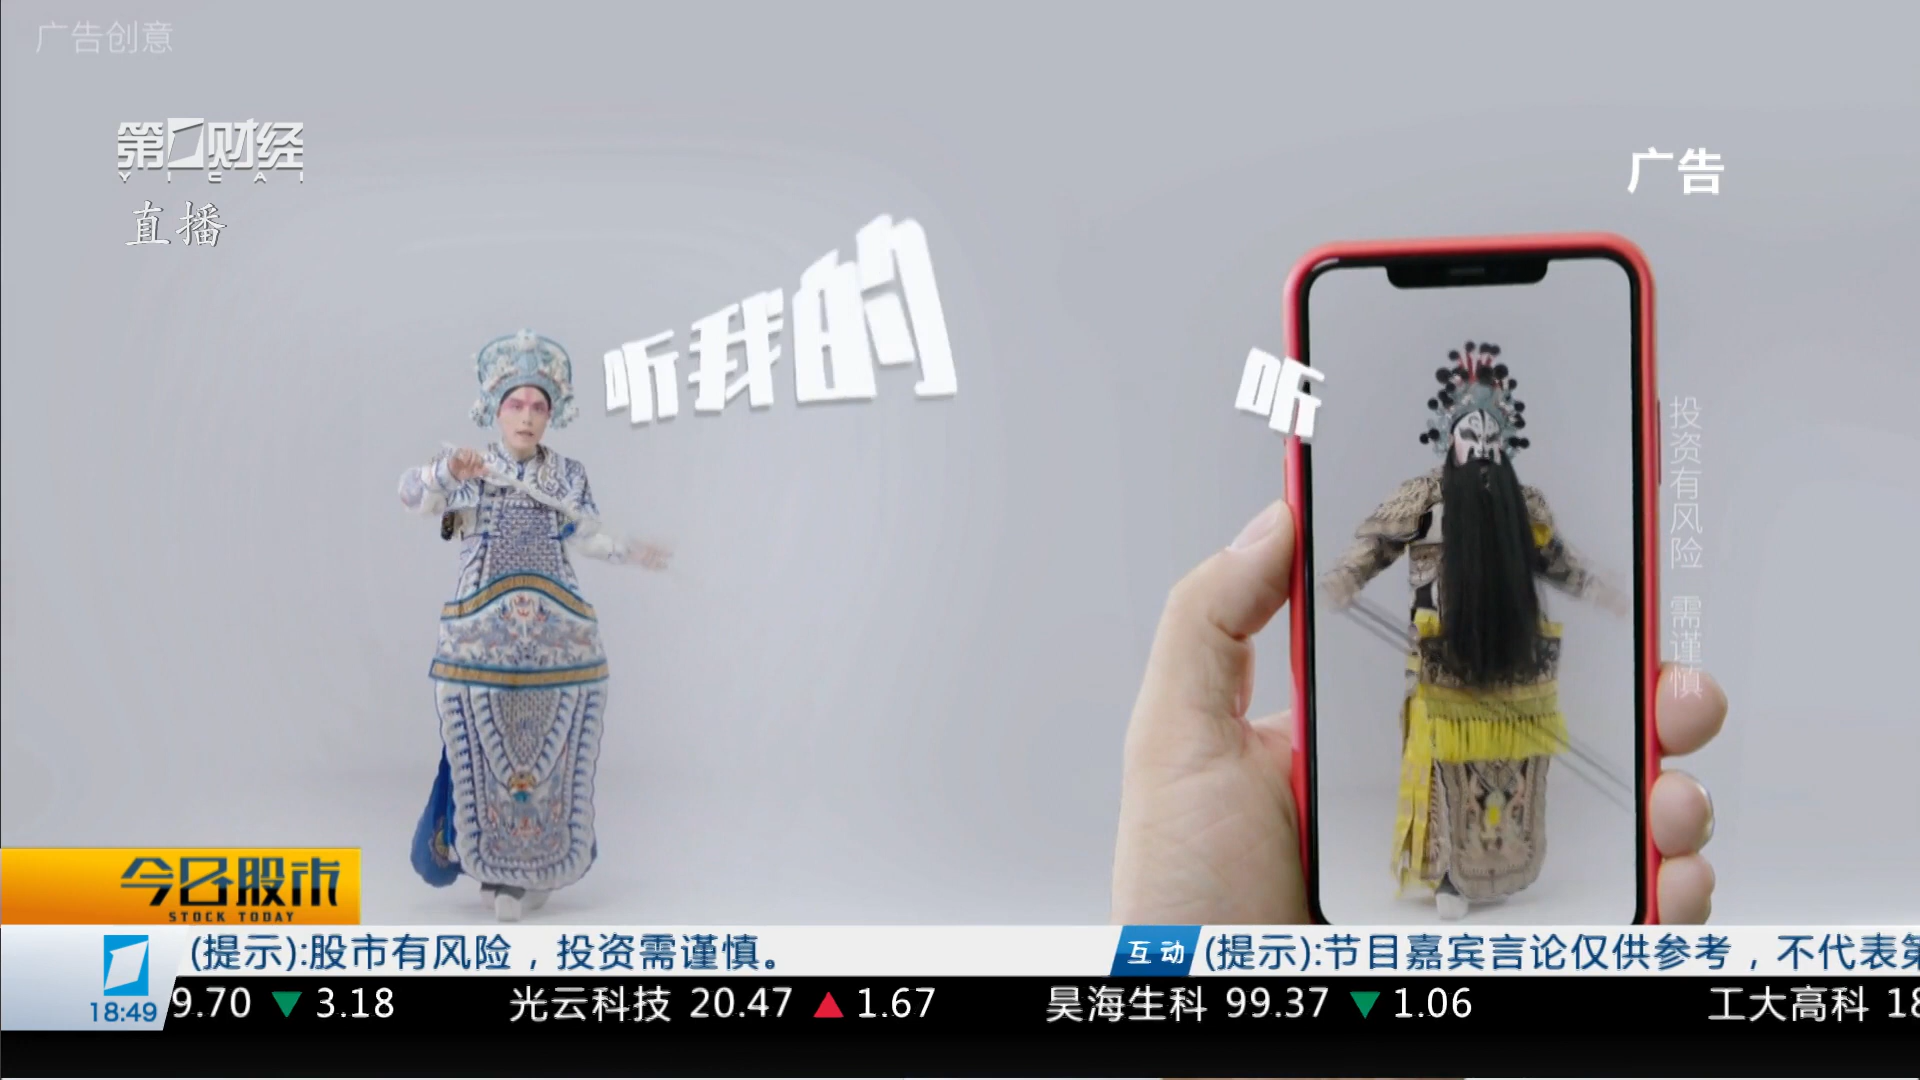 广告创意
第一财经
YICAI
直播
广告
听我的
听
投资有风险 需谨慎
今日股市
STOCK TODAY
(提示):股市有风险，投资需谨慎。
互动
(提示):节目嘉宾言论仅供参考，不代表第
18:49
9.70 ▼ 3.18 光云科技 20.47 ▲ 1.67 昊海生科 99.37 ▼ 1.06 工大高科 18